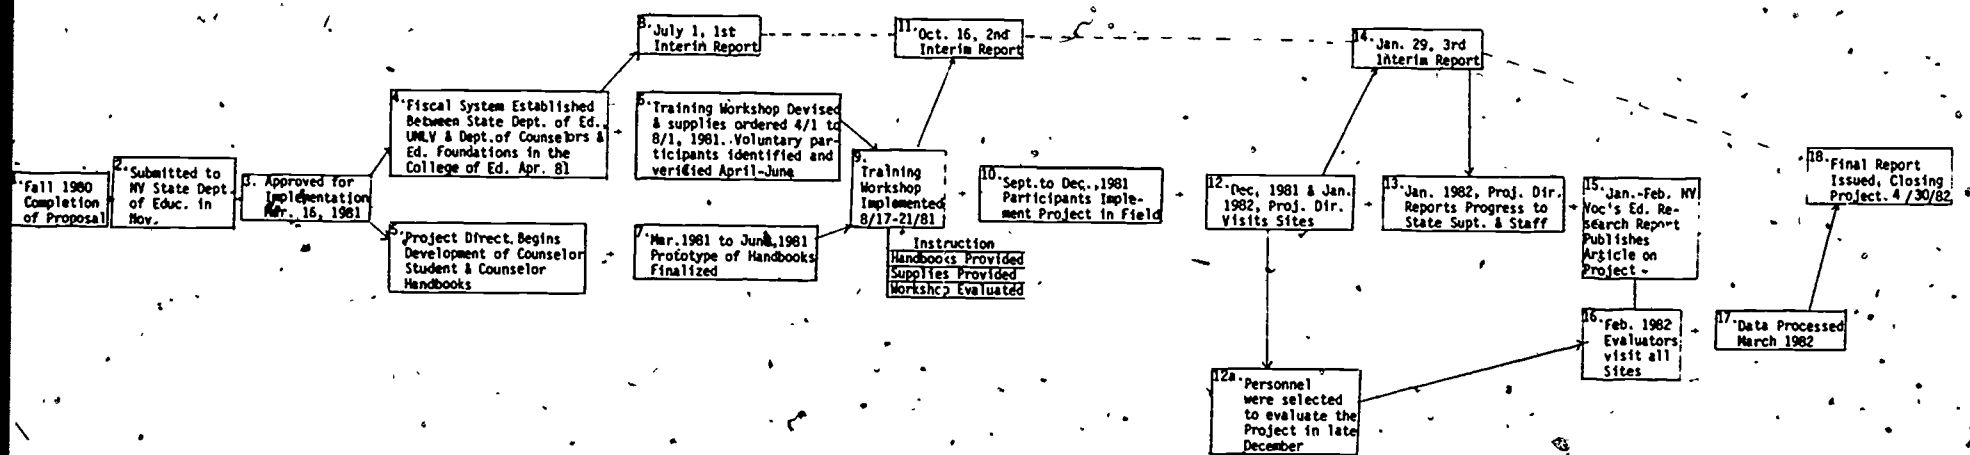 Fall 1980
Completion
of Proposal
2. Submitted to
NV State Dept.
of Educ. in
Nov.
3. Approved for
Implementation
Mar. 16, 1981
4. Fiscal System Established
Between State Dept. of Ed.,
UNLV & Dept. of Counselors &
Ed. Foundations in the
College of Ed. Apr. 81
5. Project Direct. Begins
Development of Counselor
Student & Counselor
Handbooks
6. Training Workshop Devised
& supplies ordered 4/1 to
8/1, 1981. Voluntary par-
ticipants identified and
verified April-June
7. Mar. 1981 to June, 1981
Prototype of Handbooks
Finalized
8. July 1, 1st
Interim Report
9.
Training
Workshop
Implemented
8/17-21/81
Instruction
Handbooks Provided
Supplies Provided
Workshop Evaluated
10. Sept. to Dec., 1981
Participants Imple-
ment Project in Field
11. Oct. 16, 2nd
Interim Report
12. Dec, 1981 & Jan.
1982, Proj. Dir.
Visits Sites
12a. Personnel
were selected
to evaluate the
Project in late
December
13. Jan. 1982, Proj. Dir.
Reports Progress to
State Supt. & Staff
14. Jan. 29, 3rd
Interim Report
15. Jan.-Feb. NV
Voc's Ed. Re-
search Report
Publishes
Article on
Project
16. Feb. 1982
Evaluators
visit all
Sites
17. Data Processed
March 1982
18. Final Report
Issued, Closing
Project. 4/30/82